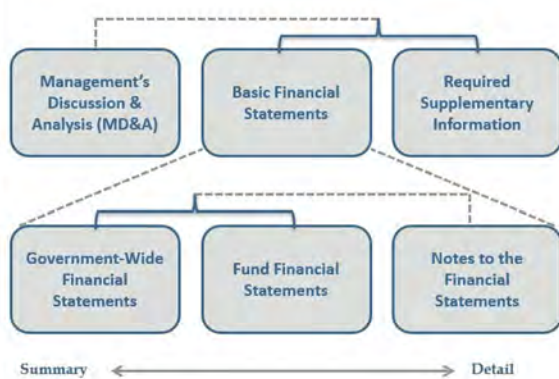 Management's
Discussion &
Analysis (MD&A)
Basic Financial
Statements
Required
Supplementary
Information
Government-Wide
Financial
Statements
Fund Financial
Statements
Notes to the
Financial
Statements
Summary
Detail